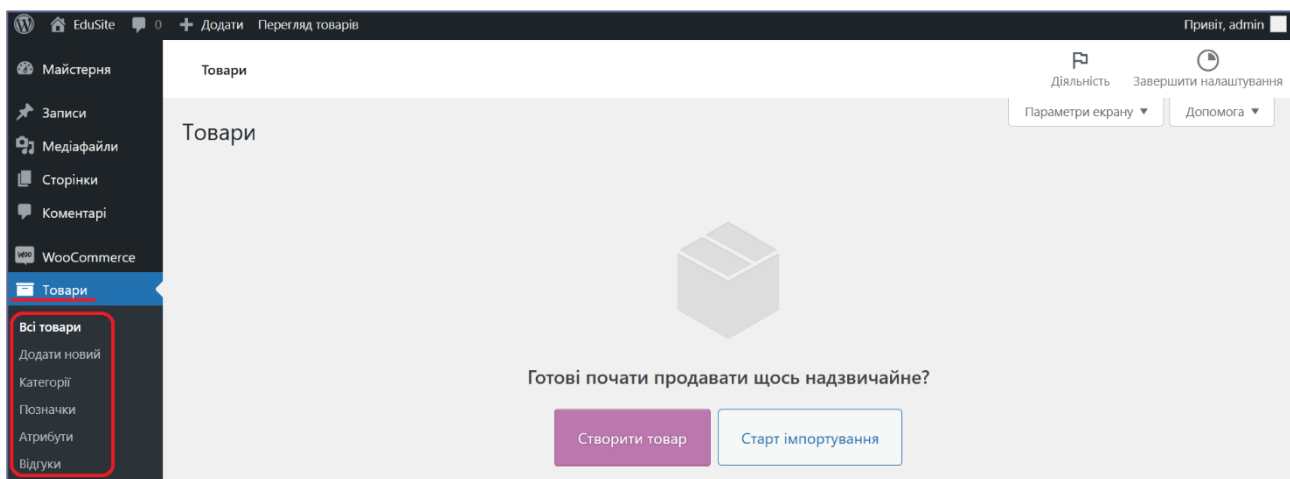 EduSite 0 Додати Перегляд товарів Привіт, admin
Майстерня
Записи
Медіафайли
Сторінки
Коментарі
WooCommerce
Товари
Всі товари
Додати новий
Категорії
Позначки
Атрибути
Відгуки
Товари
Діяльність Завершити налаштування
Параметри екрану Допомога
Товари
Готові почати продавати щось надзвичайне?
Створити товар Старт імпортування